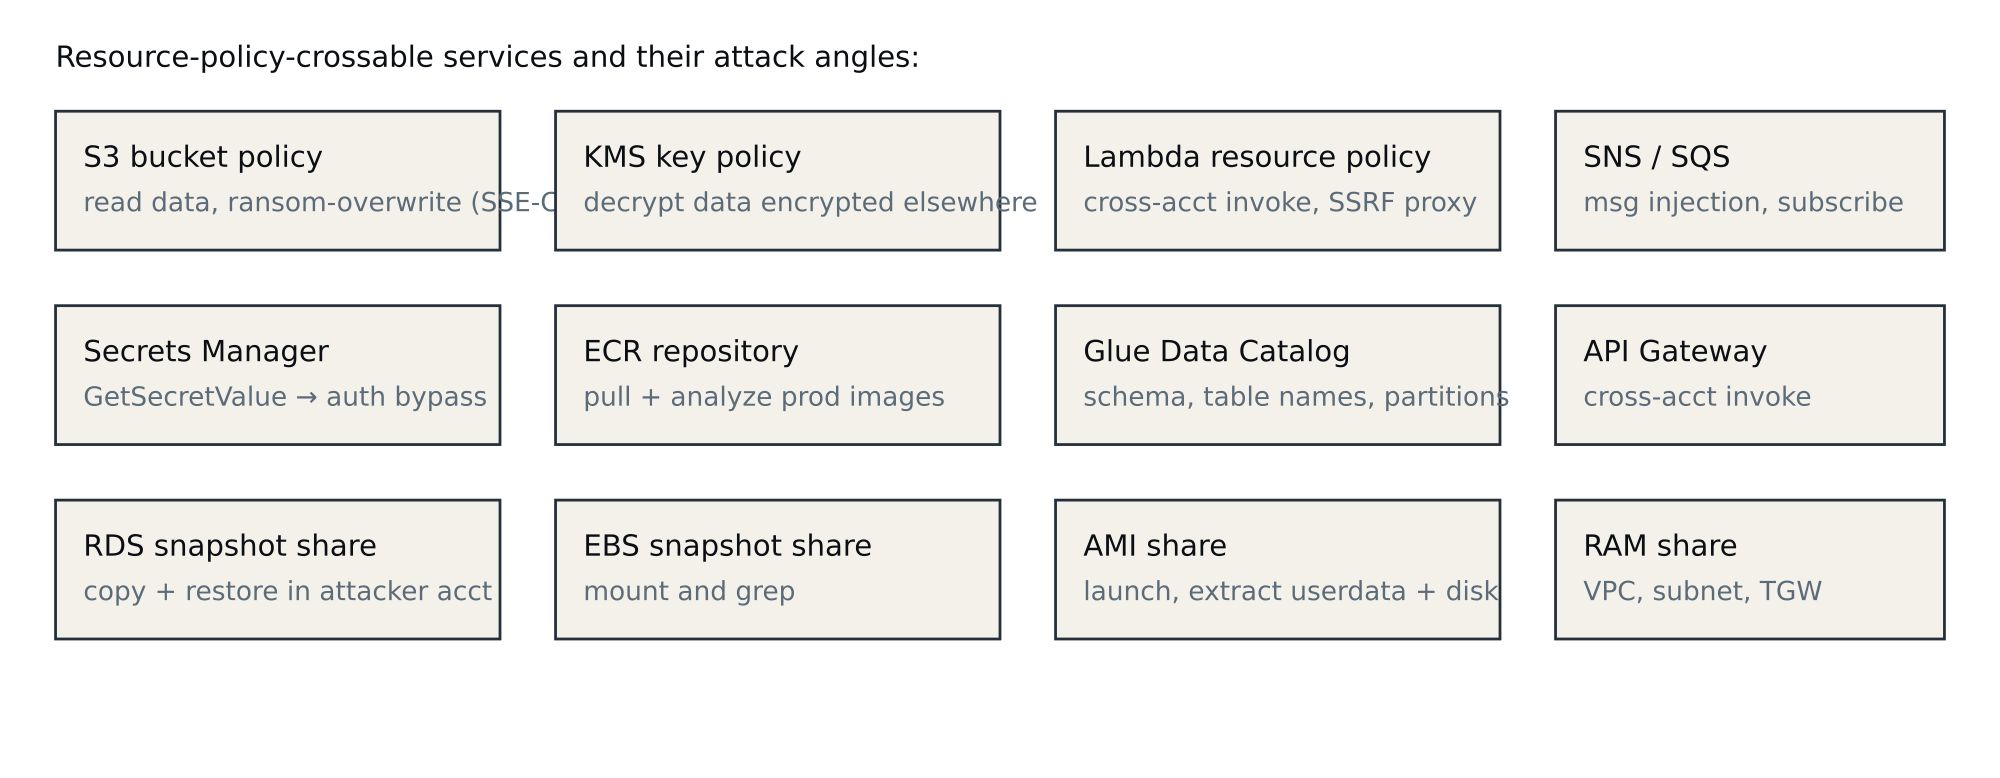 Resource-policy-crossable services and their attack angles:
S3 bucket policy
read data, ransom-overwrite (SSE-C
KMS key policy
decrypt data encrypted elsewhere
Lambda resource policy
cross-acct invoke, SSRF proxy
SNS / SQS
msg injection, subscribe
Secrets Manager
GetSecretValue → auth bypass
ECR repository
pull + analyze prod images
Glue Data Catalog
schema, table names, partitions
API Gateway
cross-acct invoke
RDS snapshot share
copy + restore in attacker acct
EBS snapshot share
mount and grep
AMI share
launch, extract userdata + disk
RAM share
VPC, subnet, TGW